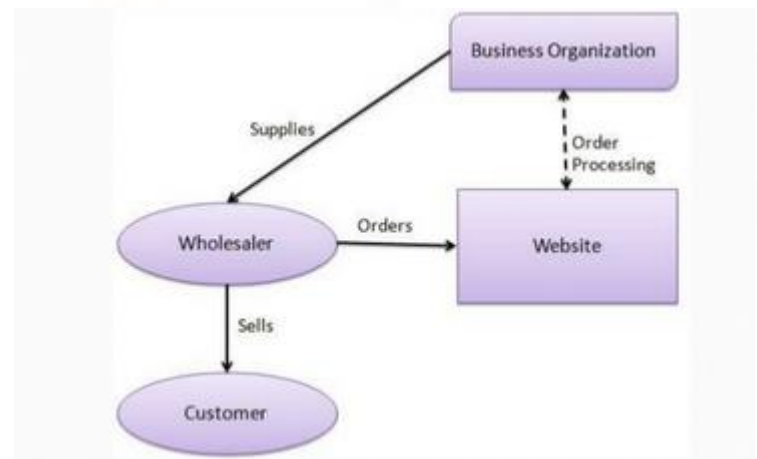 Business Organization
Supplies
Order
Processing
Wholesaler
Orders
Website
Sells
Customer